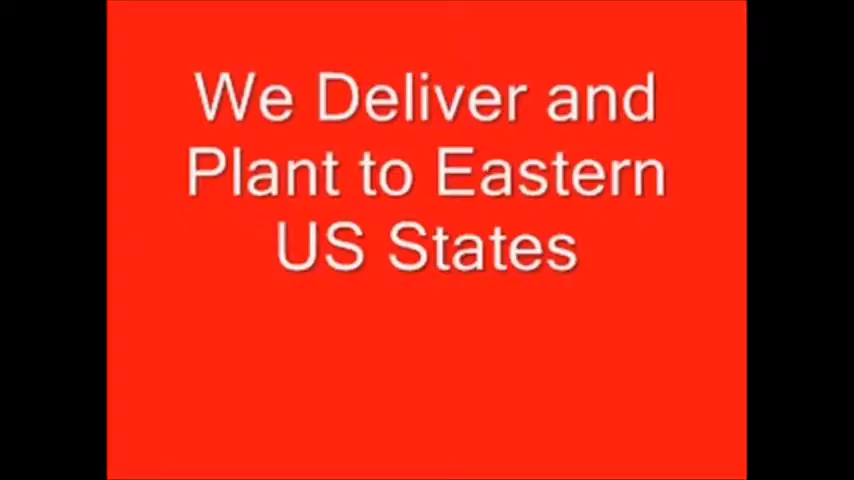 We Deliver and
Plant to Eastern
US States